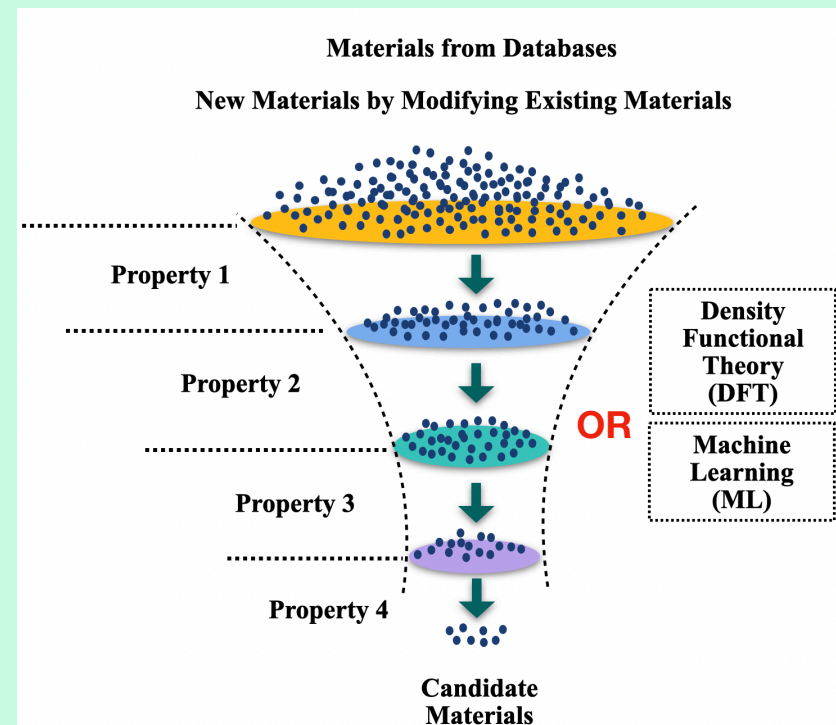 Materials from Databases
New Materials by Modifying Existing Materials
Property 1
Property 2
Property 3
Property 4
Density
Functional
Theory
(DFT)
OR
Machine
Learning
(ML)
Candidate
Materials